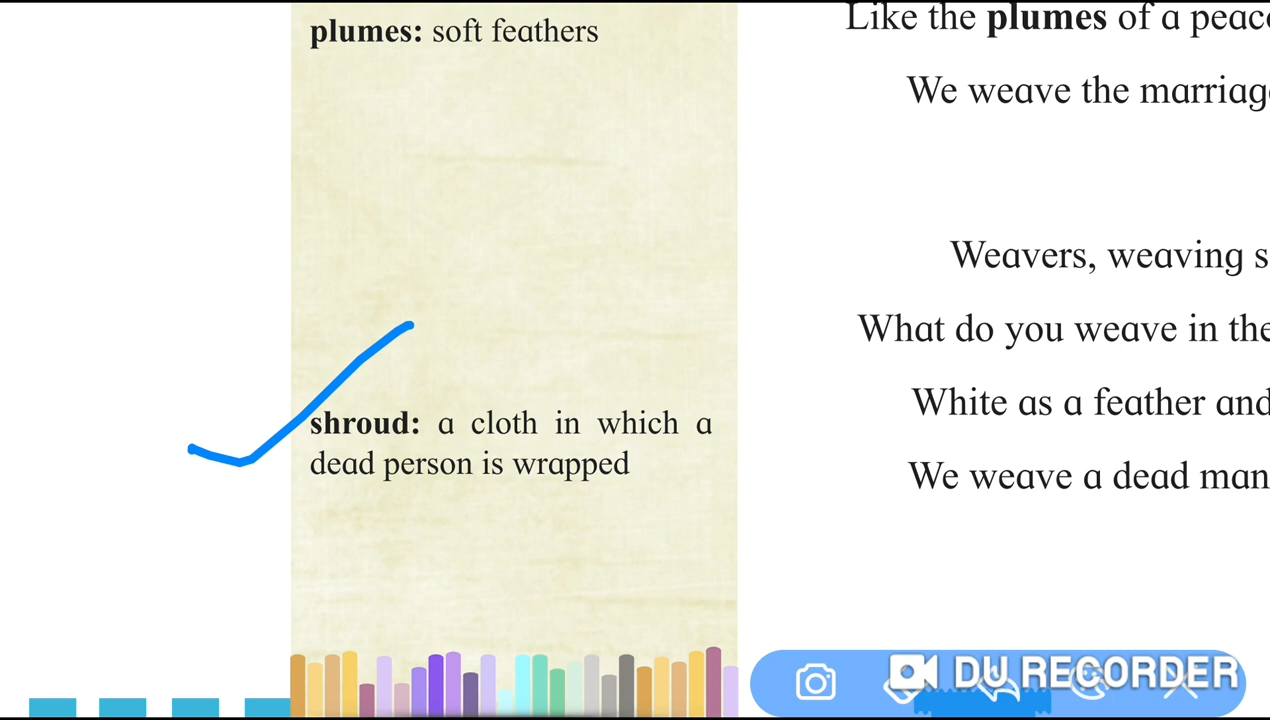 plumes: soft feathers
shroud: a cloth in which a
dead person is wrapped
Like the plumes of a peac
We weave the marriag
Weavers, weaving s
What do you weave in the
White as a feather and
We weave a dead man
DU RECORDER